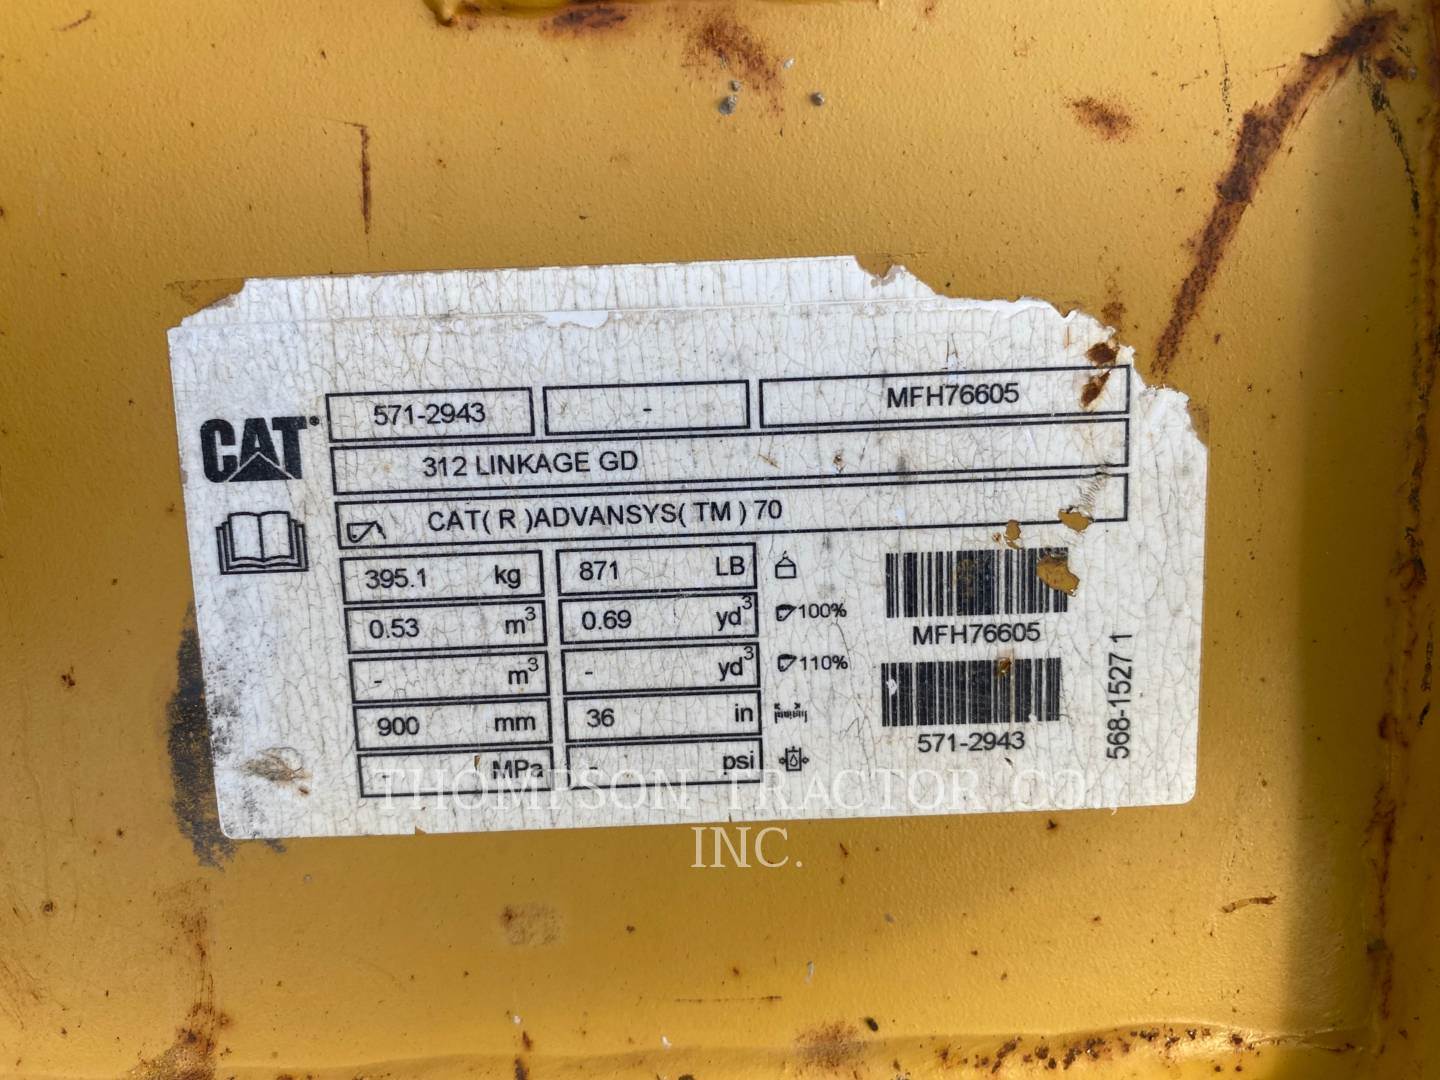 571-2943 - MFH76605
CAT 312 LINKAGE GD
CAT( R )ADVANSYS( TM ) 70
395.1 kg 871 LB
0.53 m³ 0.69 yd³ 100%
- m³ - yd³ 110%
900 mm 36 in
MPa - psi
MFH76605
571-2943
568-1527 1
THOMPSON TRACTOR CO.,
INC.